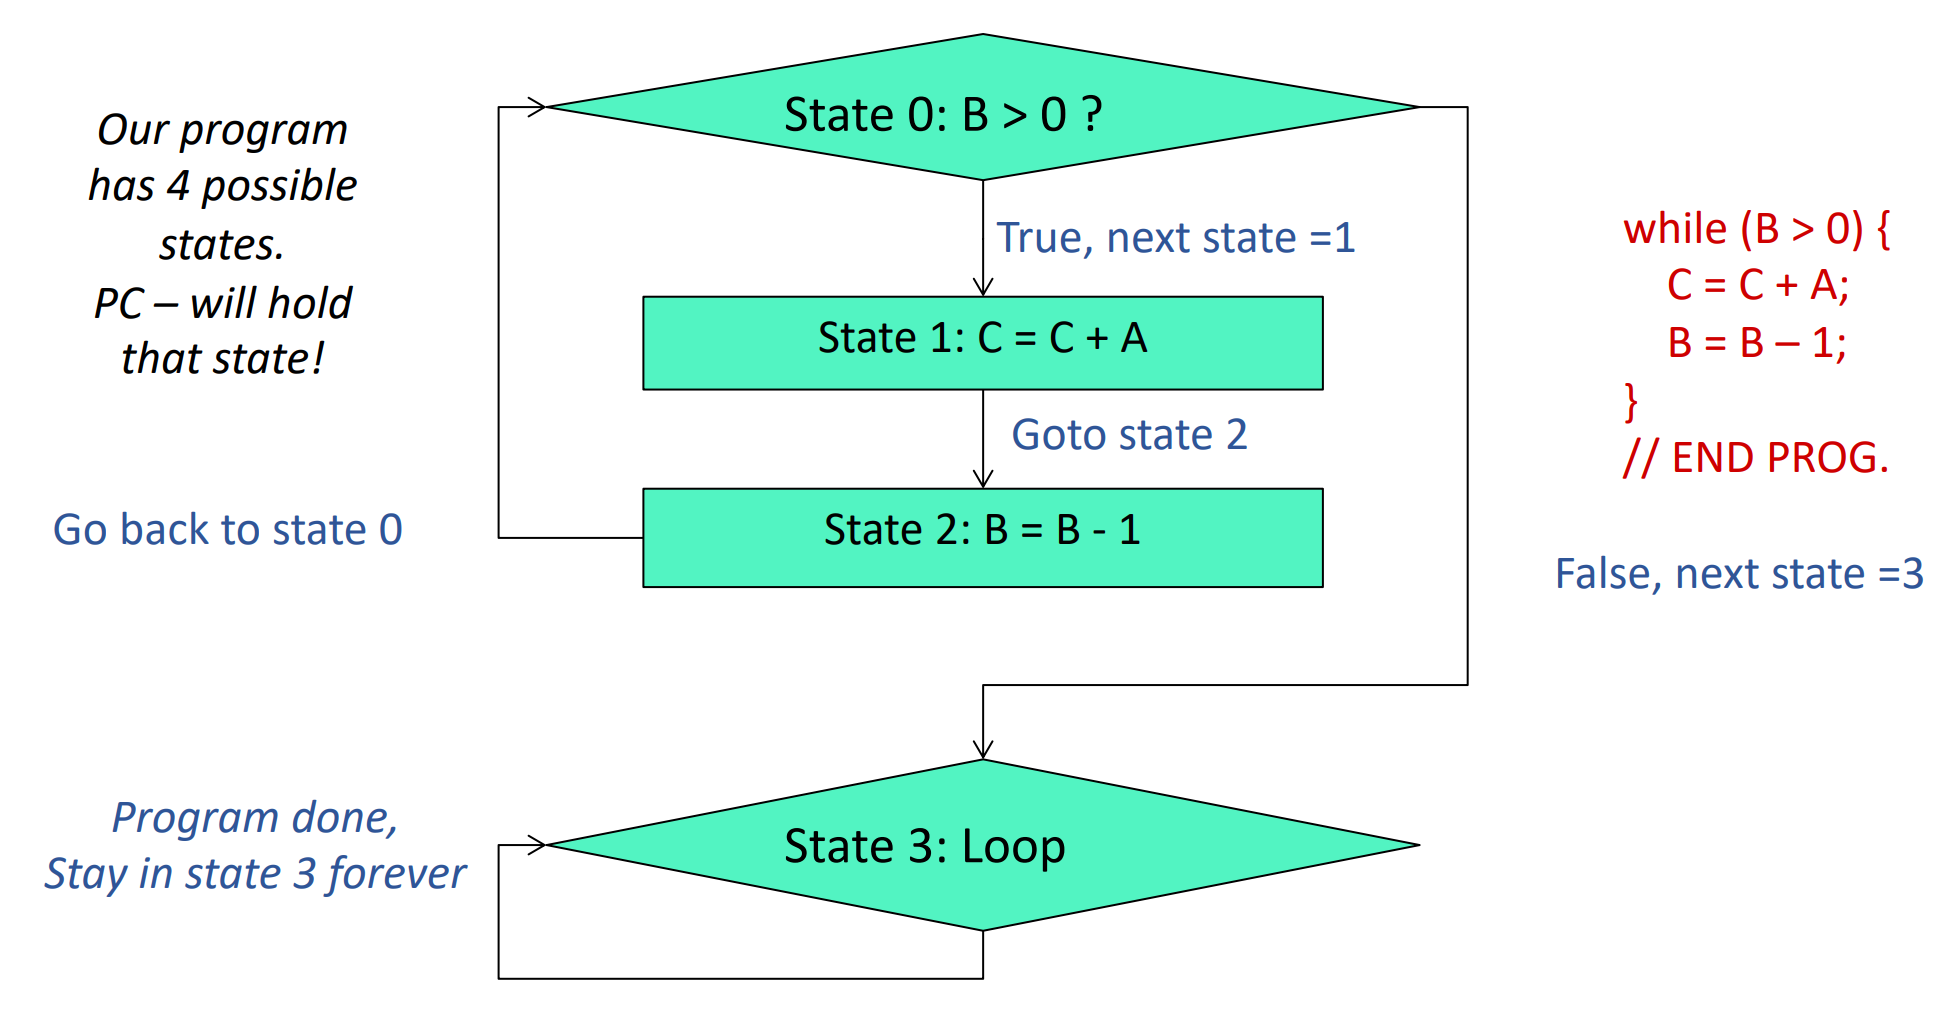 Our program
has 4 possible
states.
PC – will hold
that state!
State 0: B > 0 ?
True, next state =1
State 1: C = C + A
Goto state 2
State 2: B = B - 1
Go back to state 0
while (B > 0) {
C = C + A;
B = B – 1;
}
// END PROG.
False, next state =3
Program done,
Stay in state 3 forever
State 3: Loop